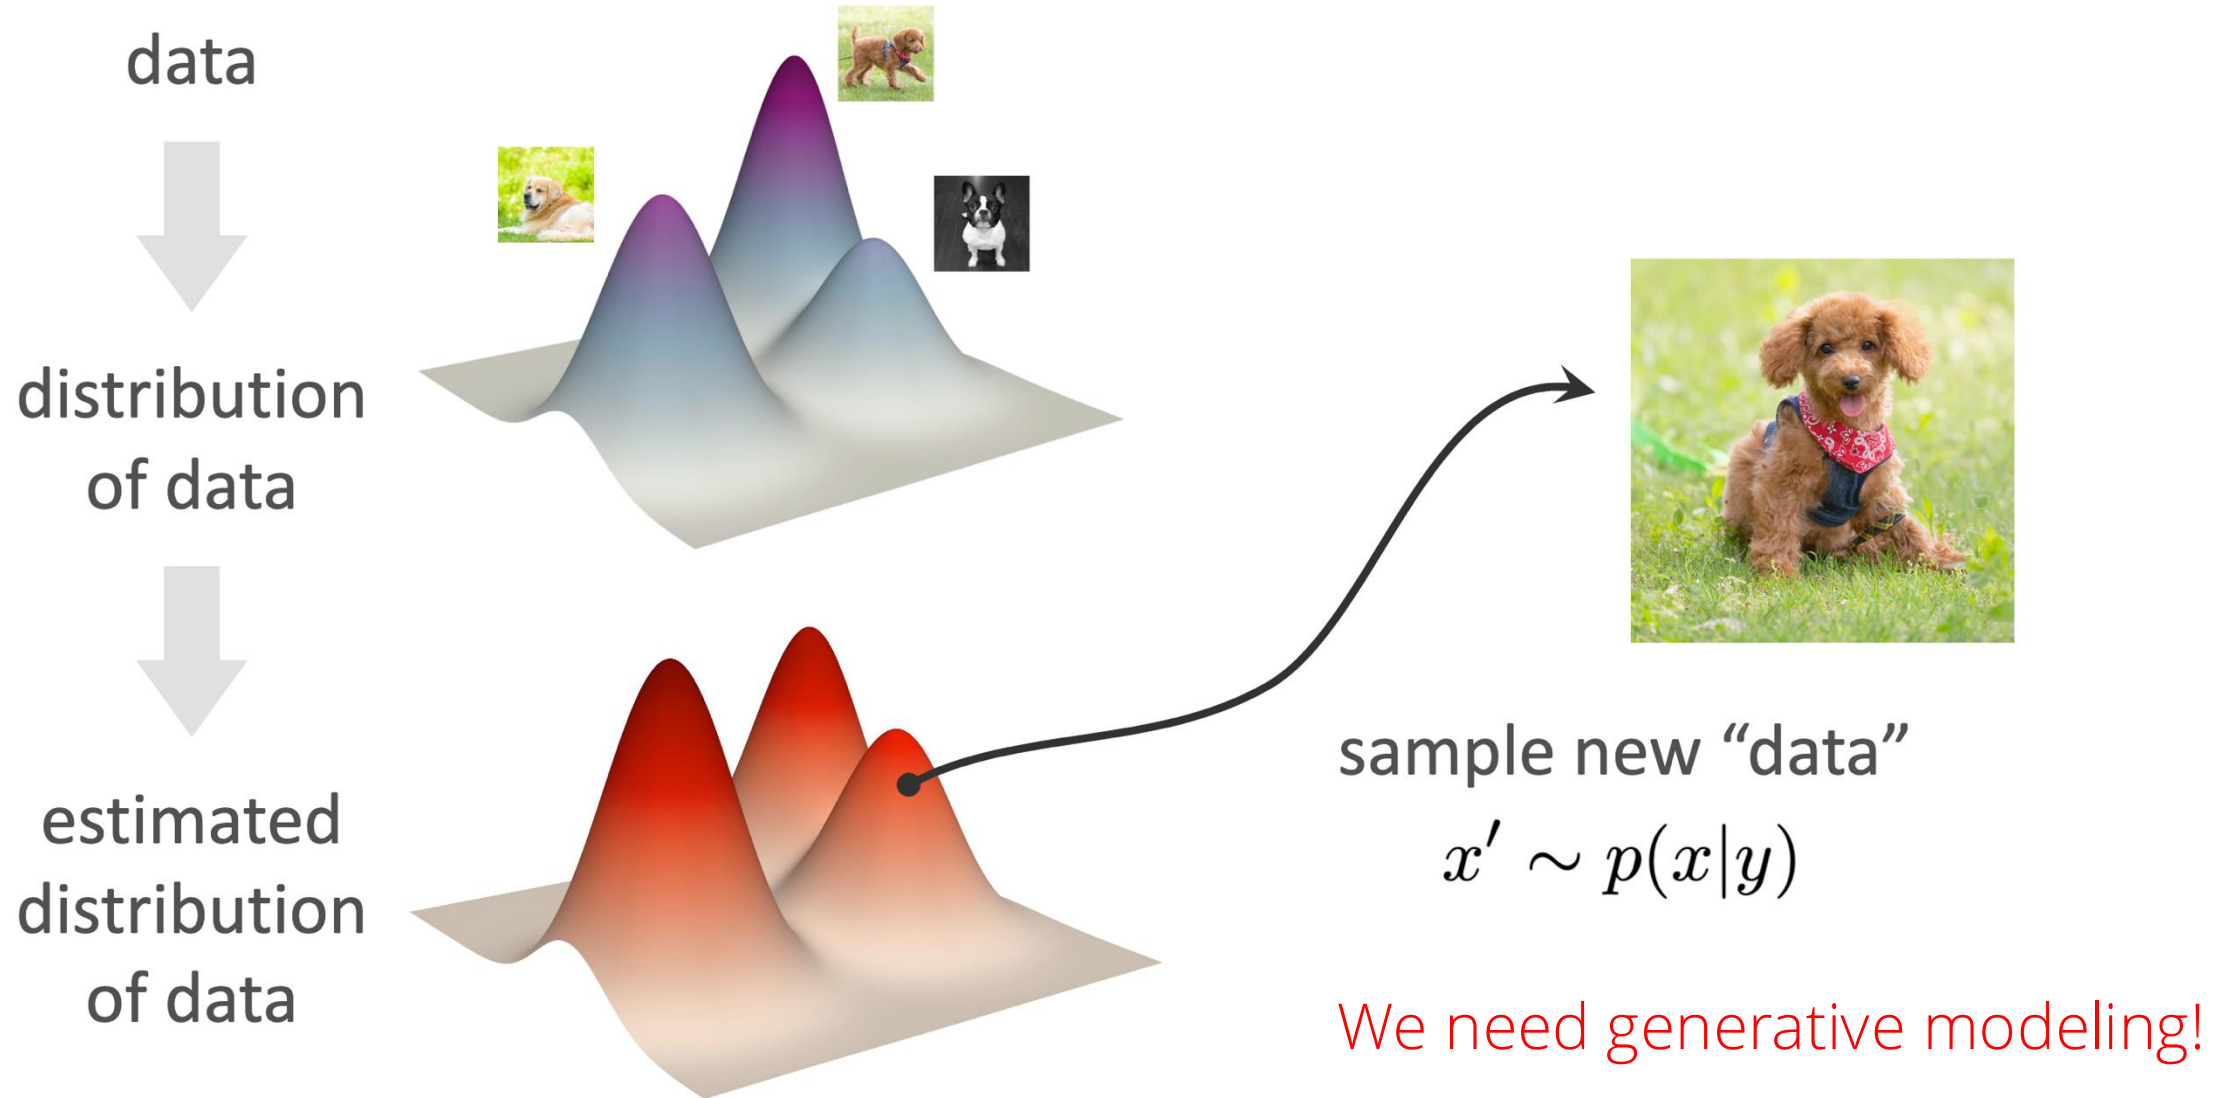 data
distribution
of data
estimated
distribution
of data
sample new “data”
x′ ∼ p(x|y)
We need generative modeling!